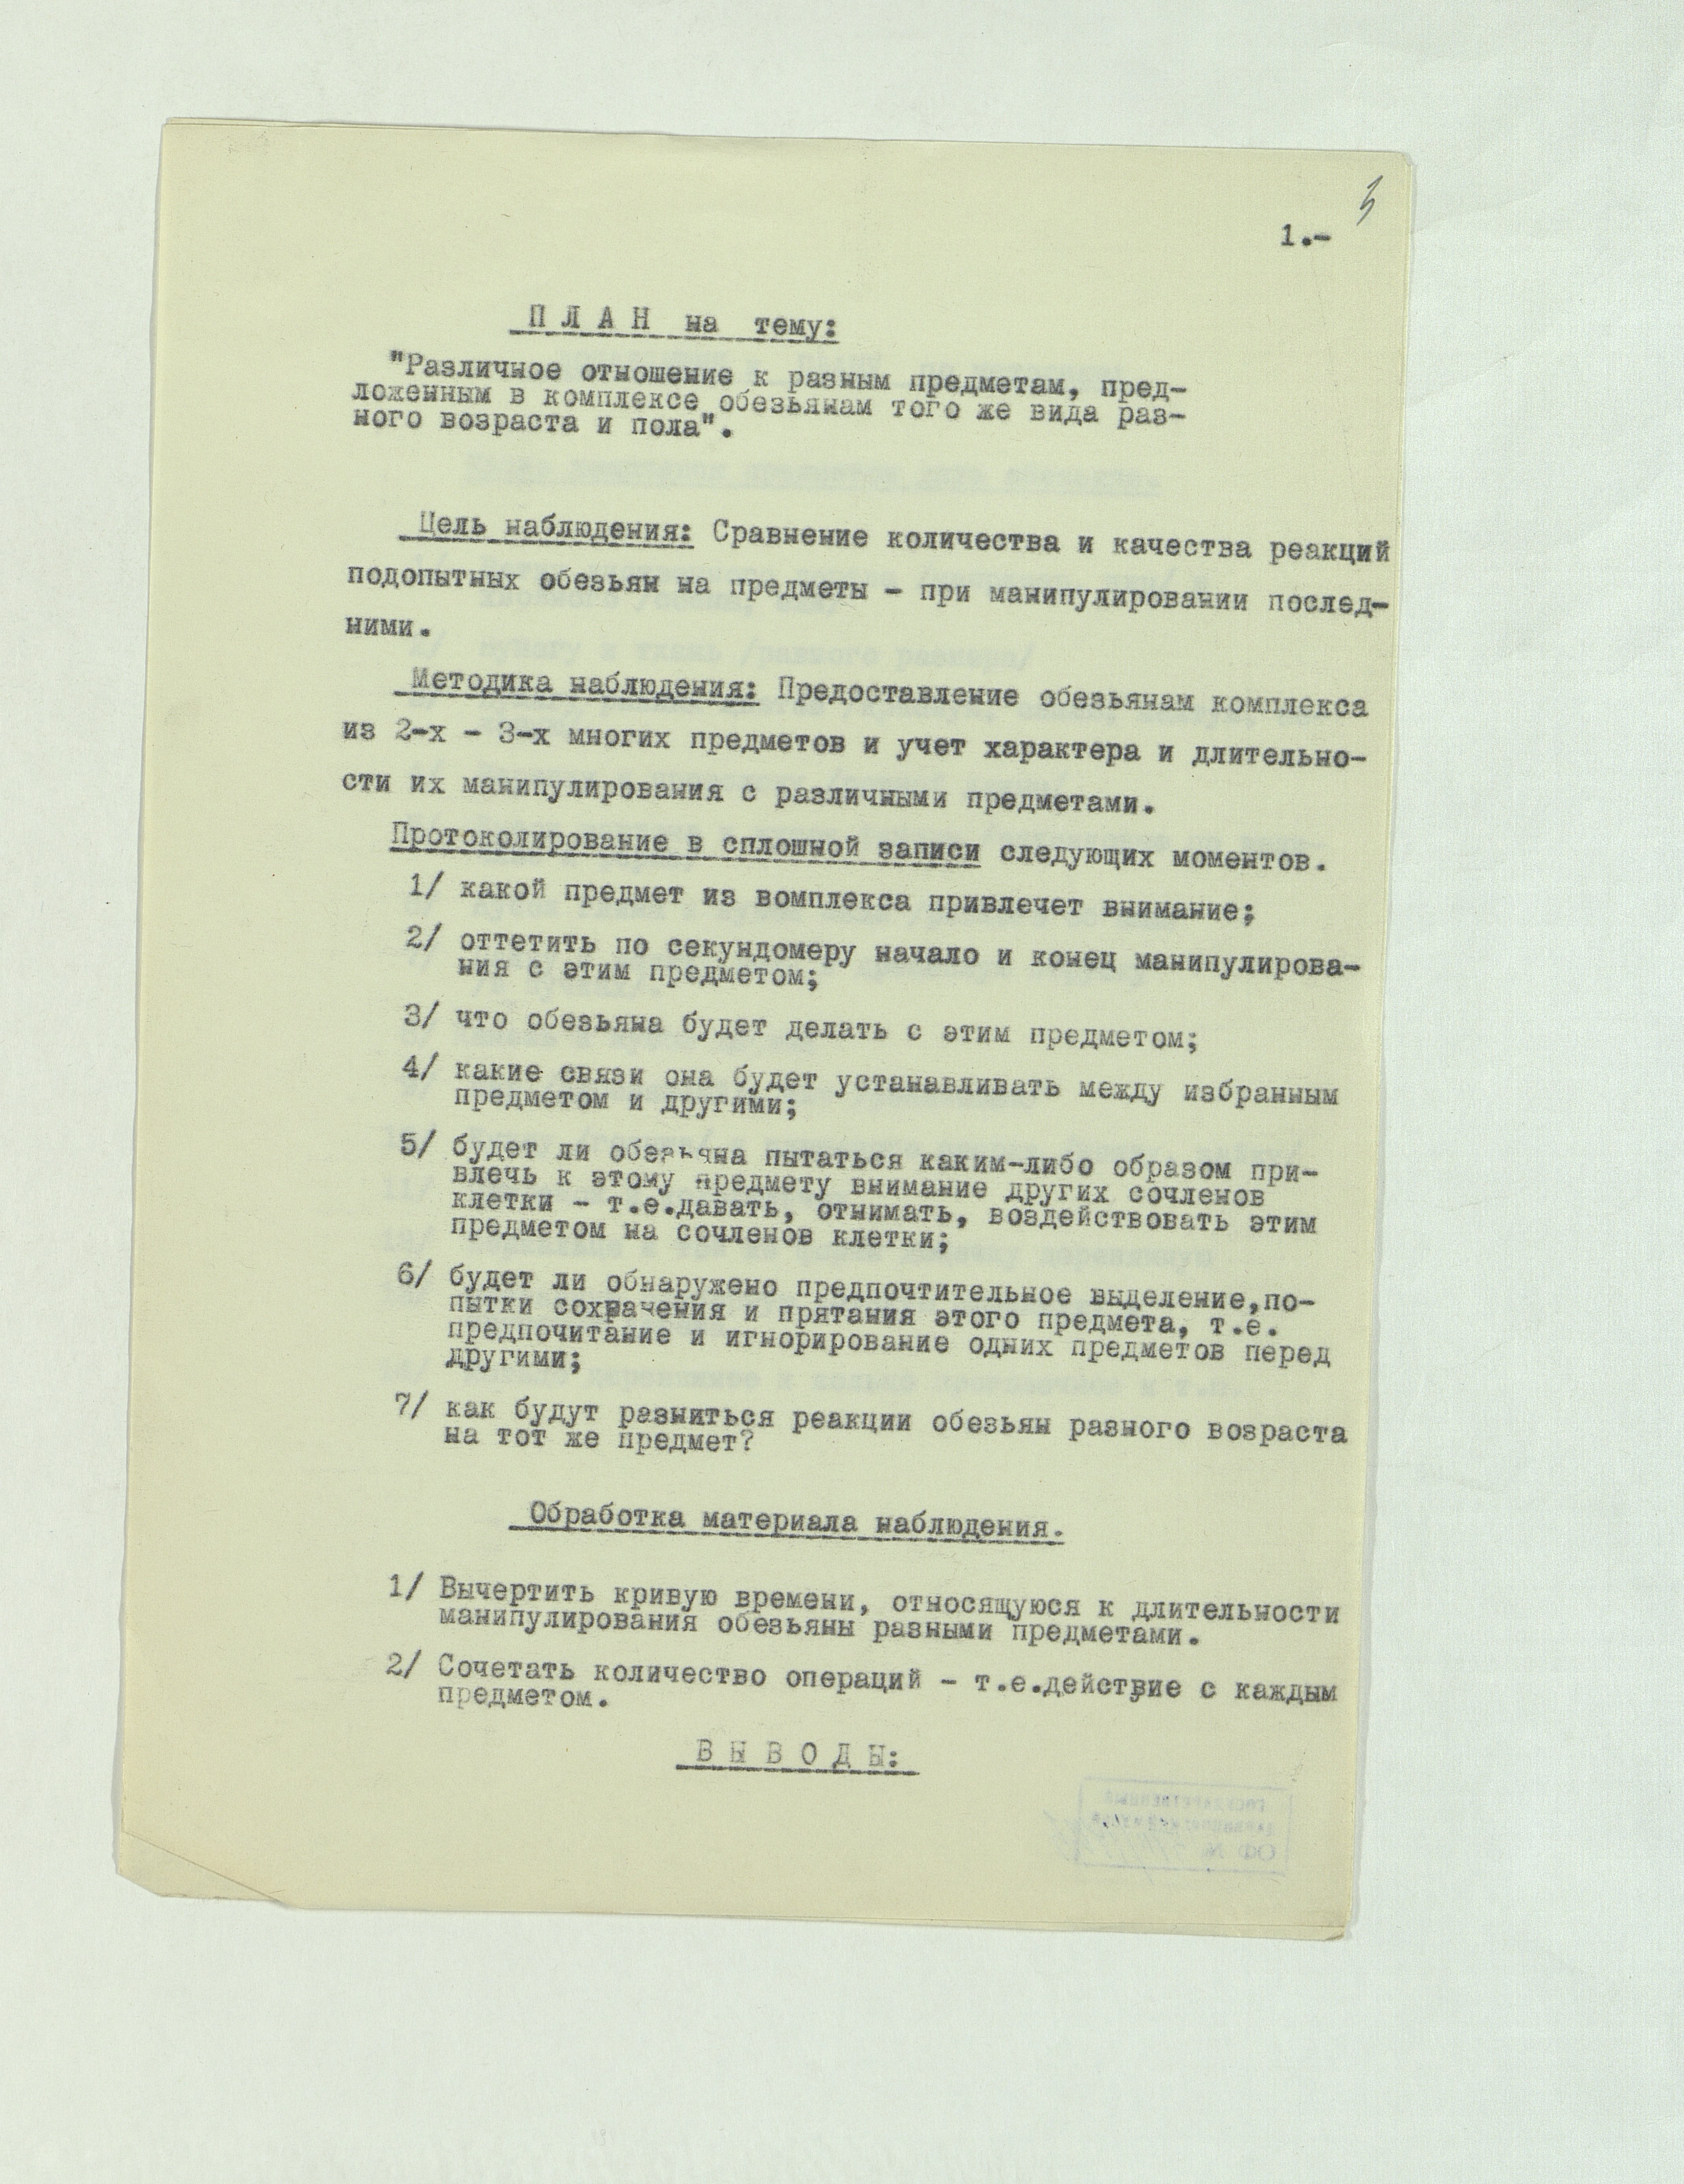 1.-
П Л А Н на тему:
"Различное отношение к разным предметам, пред-
ложенным в комплексе обезьянам того же вида раз-
ного возраста и пола".
Цель наблюдения: Сравнение количества и качества реакций
подопытных обезьян на предметы - при манипулировании послед-
ними.
Методика наблюдения: Предоставление обезьянам комплекса
из 2-х - 3-х многих предметов и учет характера и длительно-
сти их манипулирования с различными предметами.
Протоколирование в сплошной записи следующих моментов.
1/ какой предмет из вомплекса привлечет внимание;
2/ оттетить по секундомеру начало и конец манипулирова-
ния с этим предметом;
3/ что обезьяна будет делать с этим предметом;
4/ какие связи она будет устанавливать между избранным
предметом и другими;
5/ будет ли обезьяна пытаться каким-либо образом при-
влечь к этому предмету внимание других сочленов
клетки - т.е.давать, отнимать, воздействовать этим
предметом на сочленов клетки;
6/ будет ли обнаружено предпочтительное выделение,по-
пытки сохрачения и прятания этого предмета, т.е.
предпочитание и игнорирование одних предметов перед
другими;
7/ как будут разниться реакции обезьян разного возраста
на тот же предмет?
Обработка материала наблюдения.
1/ Вычертить кривую времени, относящуюся к длительности
манипулирования обезьяны разными предметами.
2/ Сочетать количество операций - т.е.действие с каждым
предметом.
В Ы В О Д Ы: